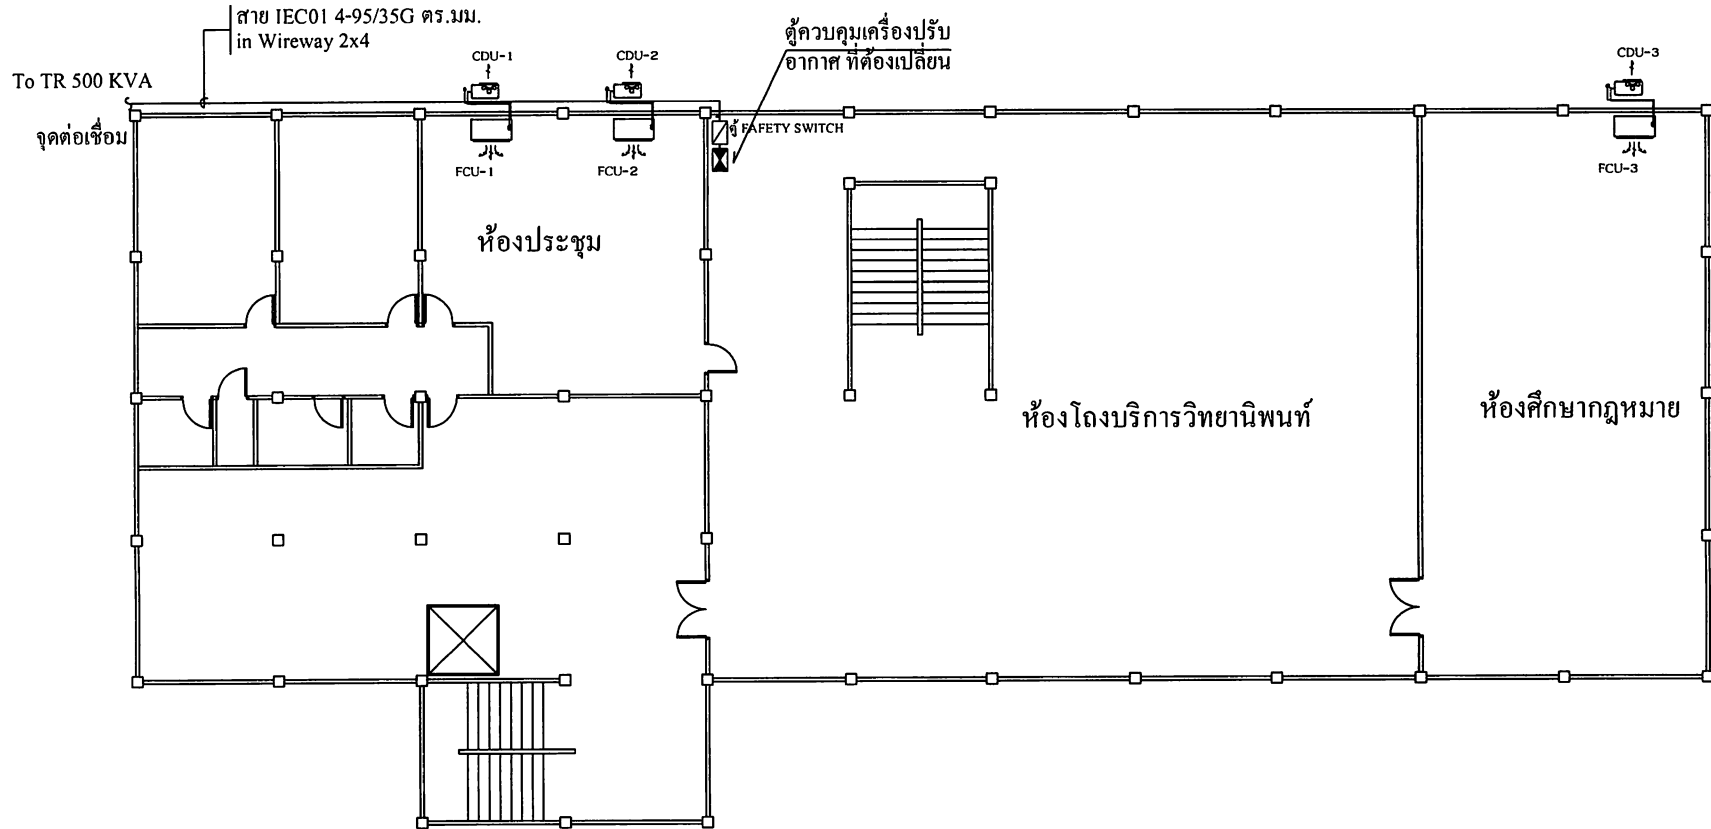 สาย IEC01 4-95/35G ตร.มม.
in Wireway 2x4
To TR 500 KVA
จุดต่อเชื่อม
CDU-1
CDU-2
ตู้ควบคุมเครื่องปรับ
อากาศ ที่ต้องเปลี่ยน
CDU-3
ตู้ FAFETY SWITCH
FCU-1
FCU-2
FCU-3
ห้องประชุม
ห้องโถงบริการวิทยานิพนท์
ห้องศึกษากฎหมาย